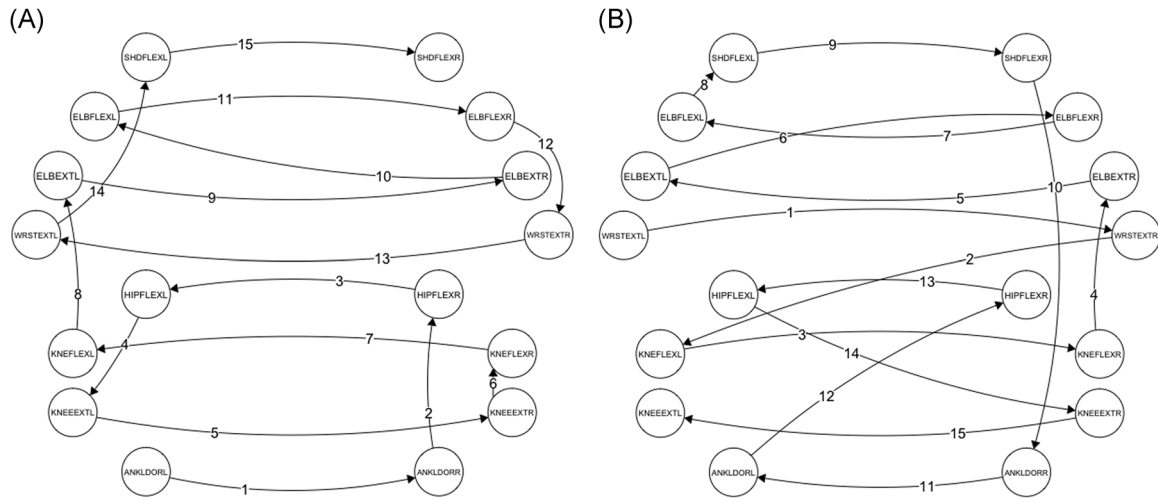 (A)
(B)
SHDFLEXL 15 SHDFLEXR
ELBFLEXL 11 ELBFLEXR
12
ELBEXTL 14 9 10 ELBEXTR
WRSTEXTL 13 WRSTEXTR
8
HIPFLEXL 3 HIPFLEXR
4
KNEFLEXL 7 KNEFLEXR
6
KNEEEXTL 5 2 KNEEEXTR
ANKLDORL 1 ANKLDORR
SHDFLEXL 9 SHDFLEXR
8
ELBFLEXL 6 7 ELBFLEXR
ELBEXTL 5 10 ELBEXTR
WRSTEXTL 1 WRSTEXTR
2
HIPFLEXL 13 HIPFLEXR
4
KNEFLEXL 3 14 KNEFLEXR
KNEEEXTL 12 15 KNEEEXTR
ANKLDORL 11 ANKLDORR